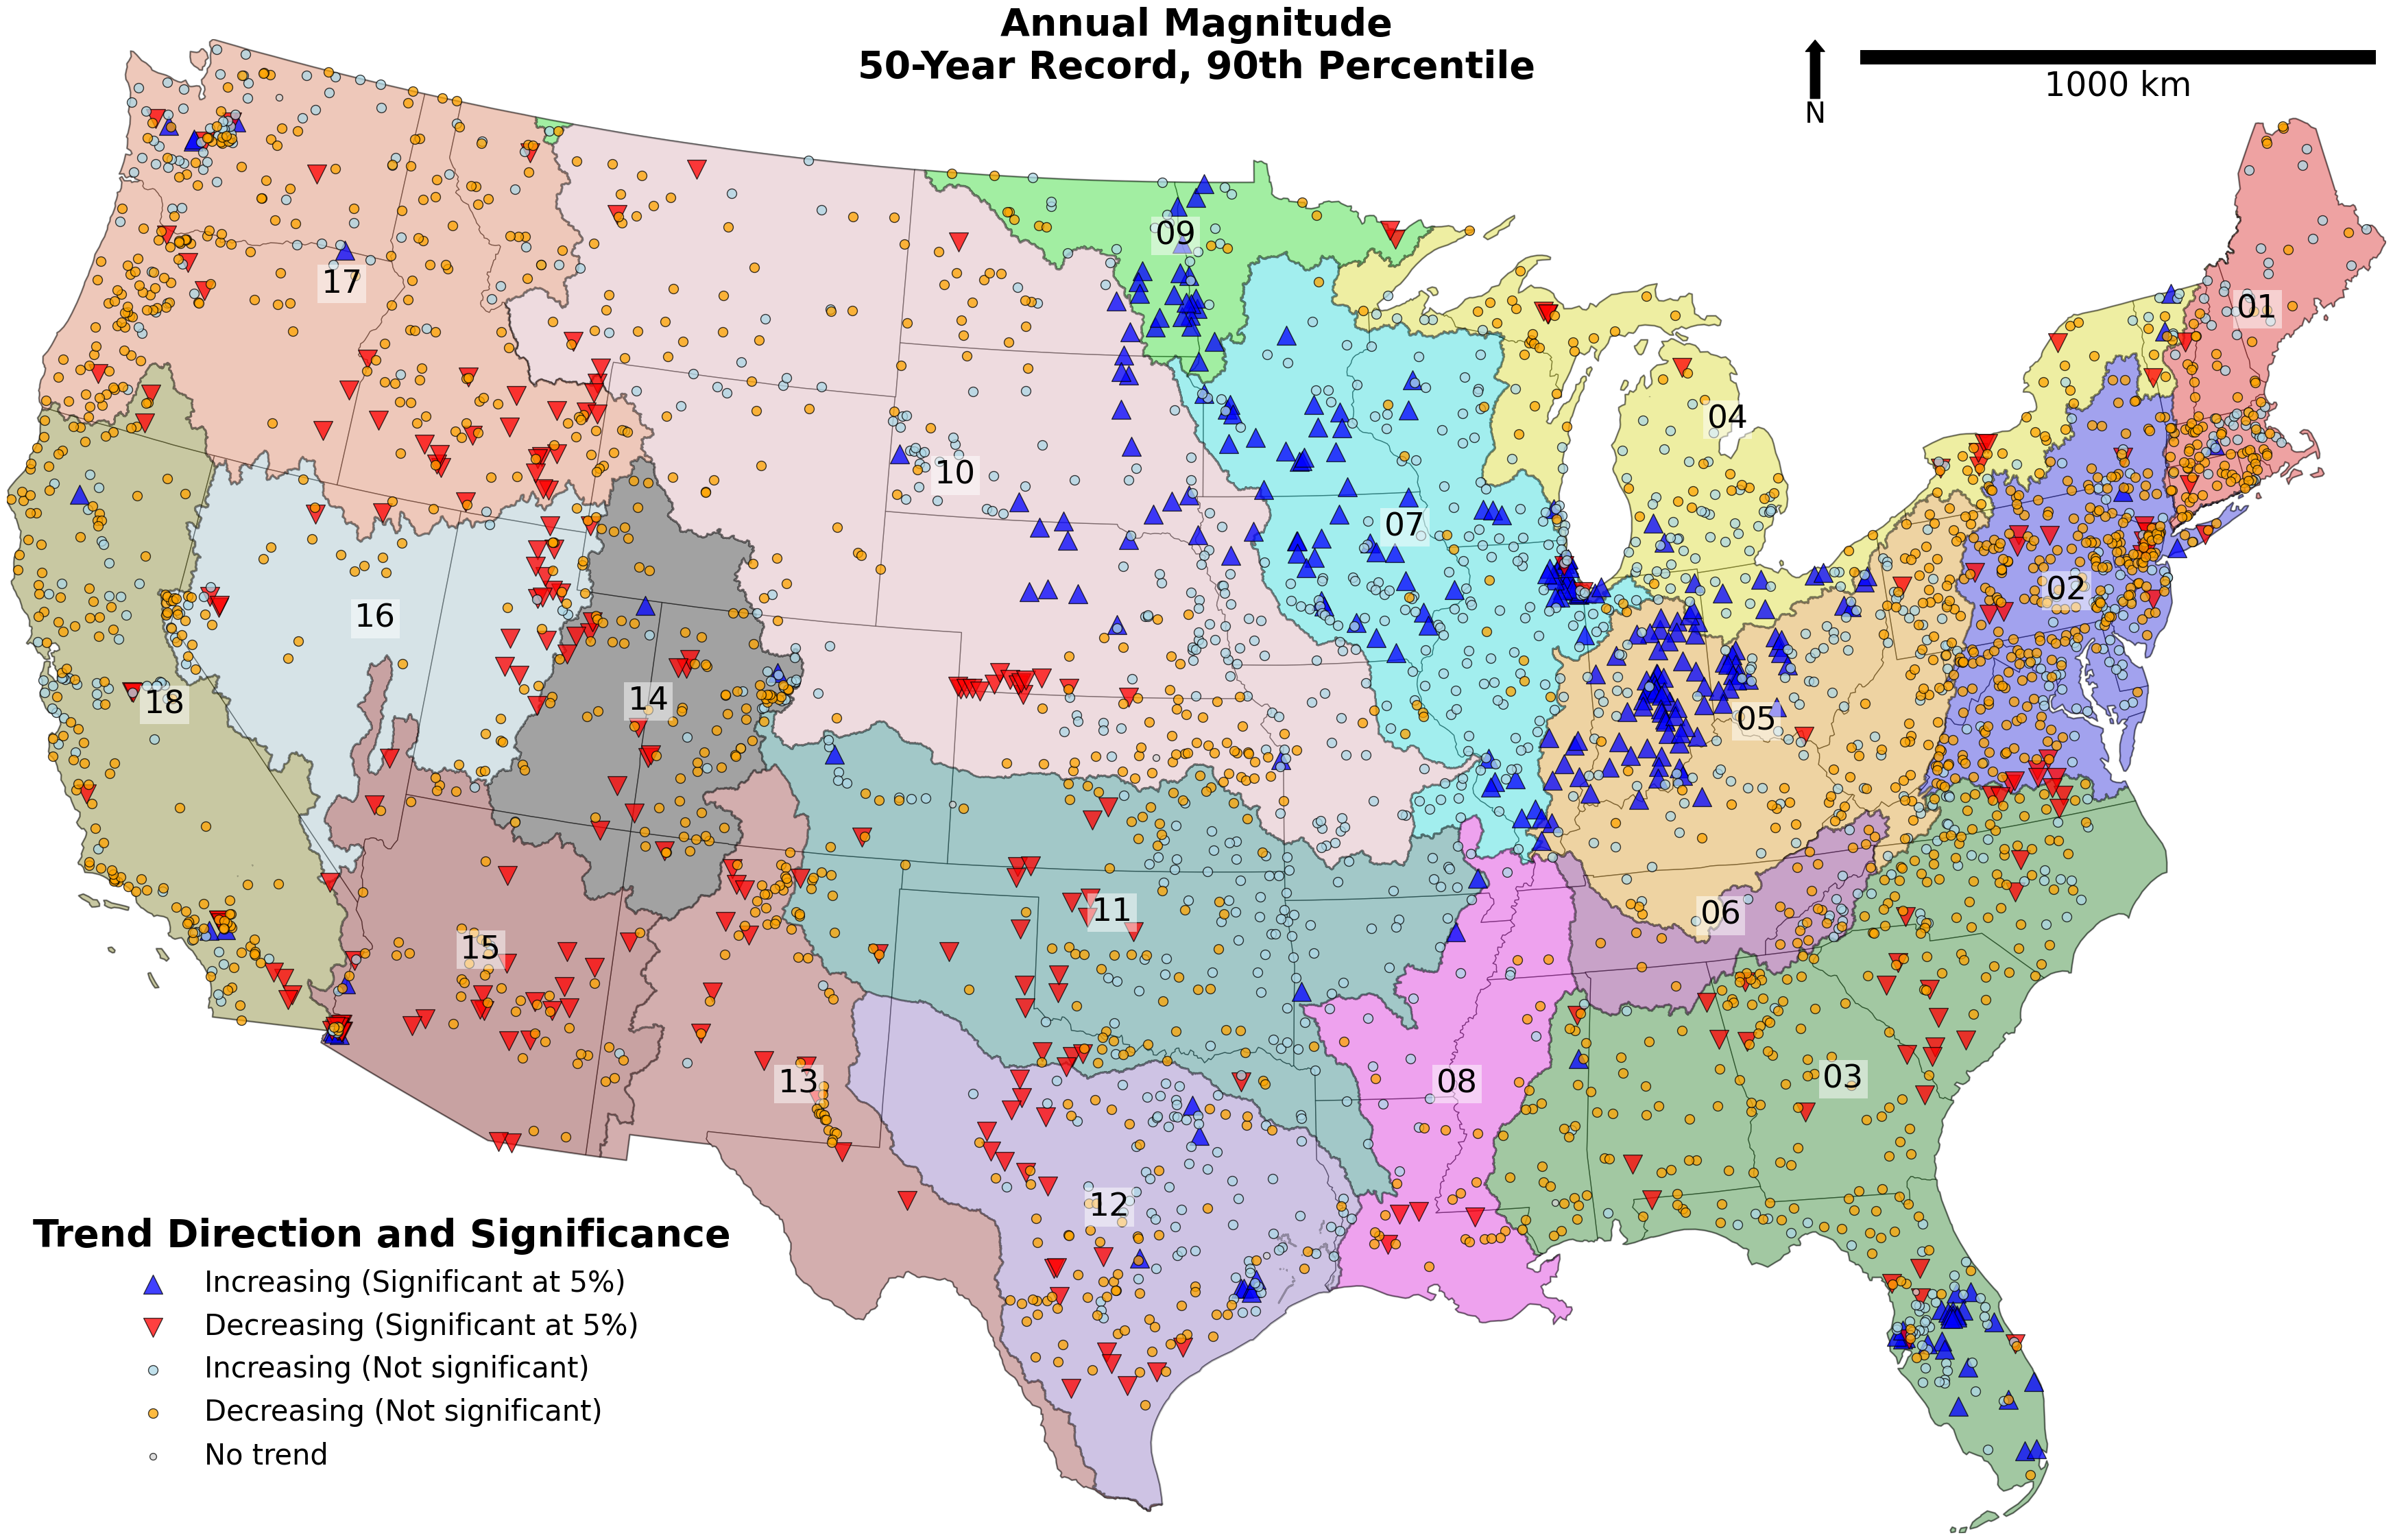 Annual Magnitude
50-Year Record, 90th Percentile
1000 km
N
01
09
17
04
10
07
02
16
18
14
05
11
06
15
13
08
03
12
Trend Direction and Significance
Increasing (Significant at 5%)
Decreasing (Significant at 5%)
Increasing (Not significant)
Decreasing (Not significant)
No trend